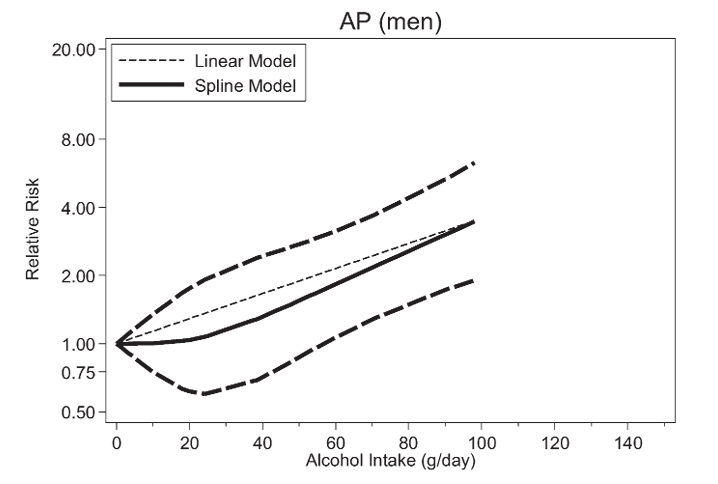 AP (men)
20.00
Linear Model
Spline Model
8.00
4.00
Relative Risk
2.00
1.00
0.75
0.50
0 20 40 60 80 100 120 140
Alcohol Intake (g/day)